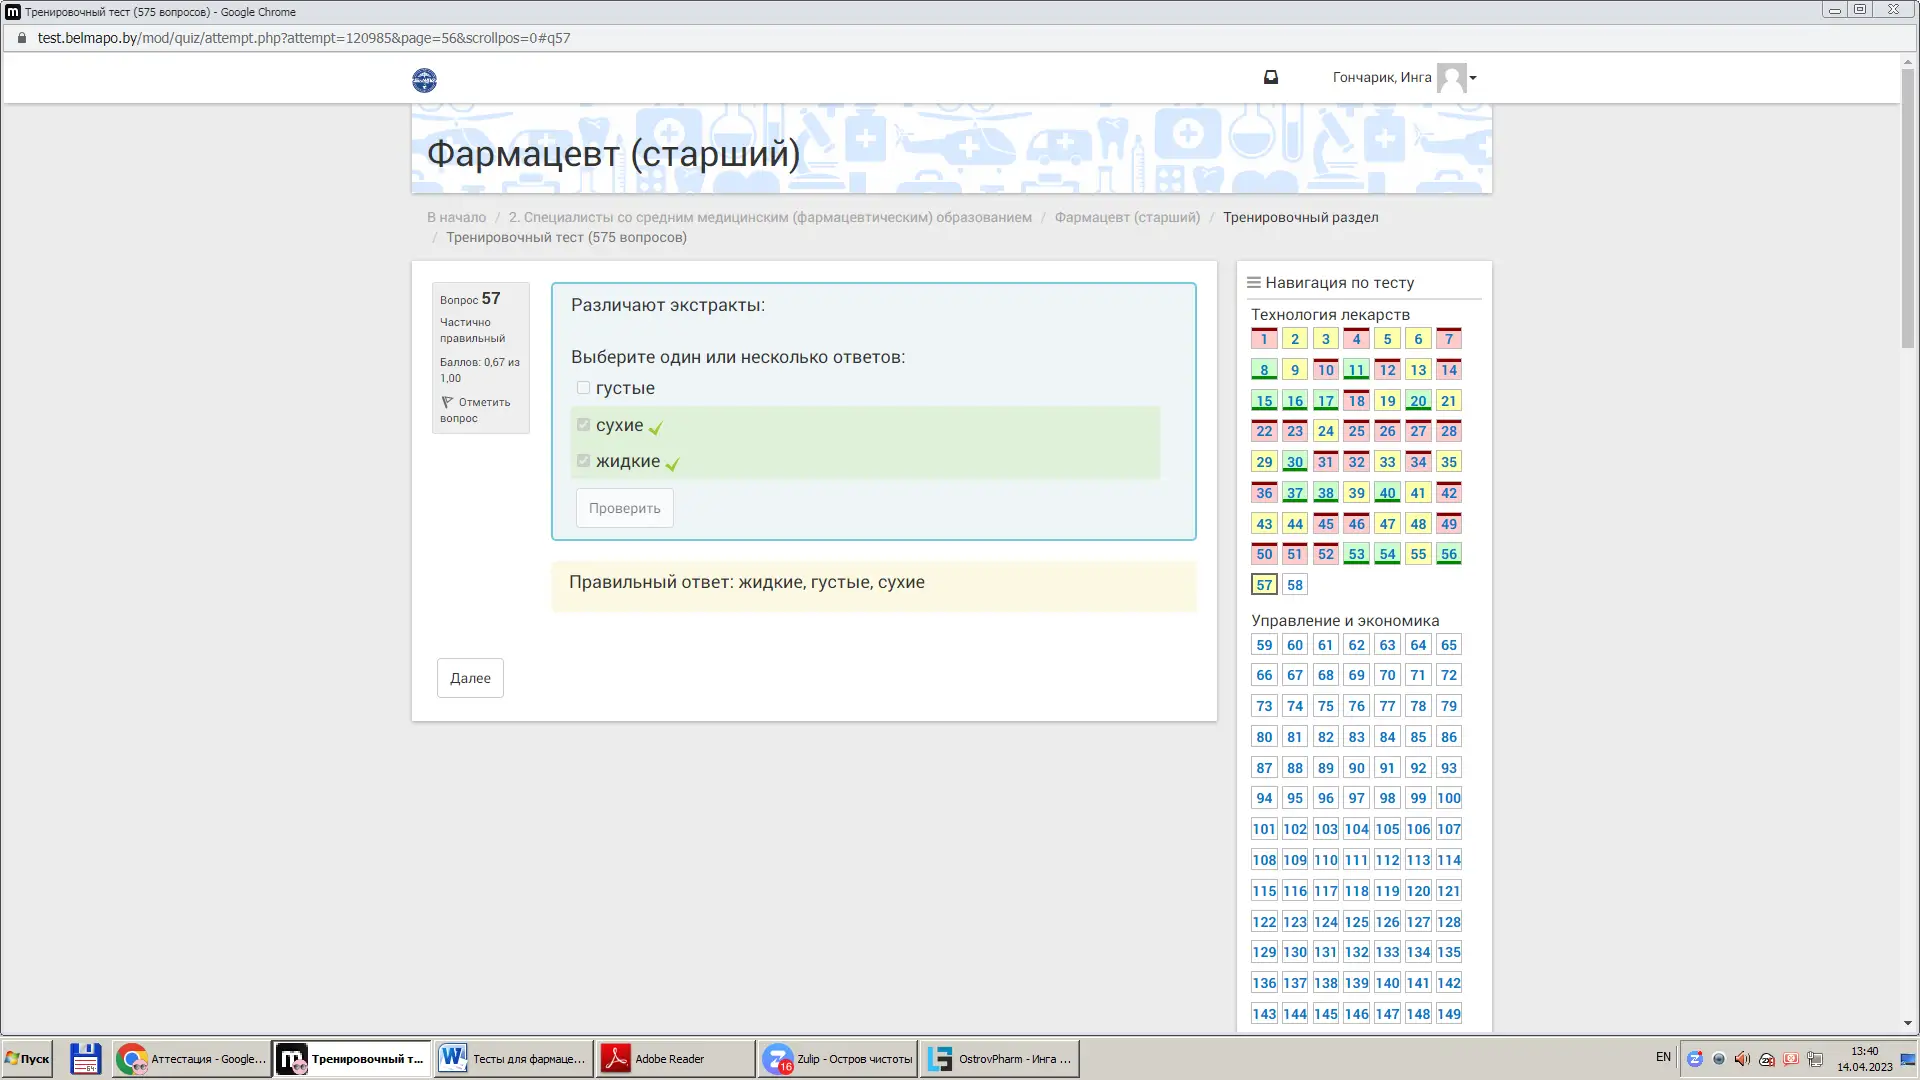 Тренировочный тест (575 вопросов) - Google Chrome
test.belmapo.by/mod/quiz/attempt.php?attempt=120985&page=56&scrollpos=0#q57
Гончарик, Инга
Фармацевт (старший)
В начало / 2. Специалисты со средним медицинским (фармацевтическим) образованием / Фармацевт (старший) / Тренировочный раздел
/ Тренировочный тест (575 вопросов)
Вопрос 57
Частично
правильный
Баллов: 0,67 из
1,00
Отметить
вопрос
Различают экстракты:
Выберите один или несколько ответов:
густые
сухие
жидкие
Проверить
Правильный ответ: жидкие, густые, сухие
Далее
Навигация по тесту
Технология лекарств
1 2 3 4 5 6 7
8 9 10 11 12 13 14
15 16 17 18 19 20 21
22 23 24 25 26 27 28
29 30 31 32 33 34 35
36 37 38 39 40 41 42
43 44 45 46 47 48 49
50 51 52 53 54 55 56
57 58
Управление и экономика
59 60 61 62 63 64 65
66 67 68 69 70 71 72
73 74 75 76 77 78 79
80 81 82 83 84 85 86
87 88 89 90 91 92 93
94 95 96 97 98 99 100
101 102 103 104 105 106 107
108 109 110 111 112 113 114
115 116 117 118 119 120 121
122 123 124 125 126 127 128
129 130 131 132 133 134 135
136 137 138 139 140 141 142
143 144 145 146 147 148 149
Пуск
Аттестация - Google...
Тренировочный т...
Тесты для фармаце...
Adobe Reader
16
Zulip - Остров чистоты
OstrovPharm - Инга ...
EN
13:40
14.04.2023